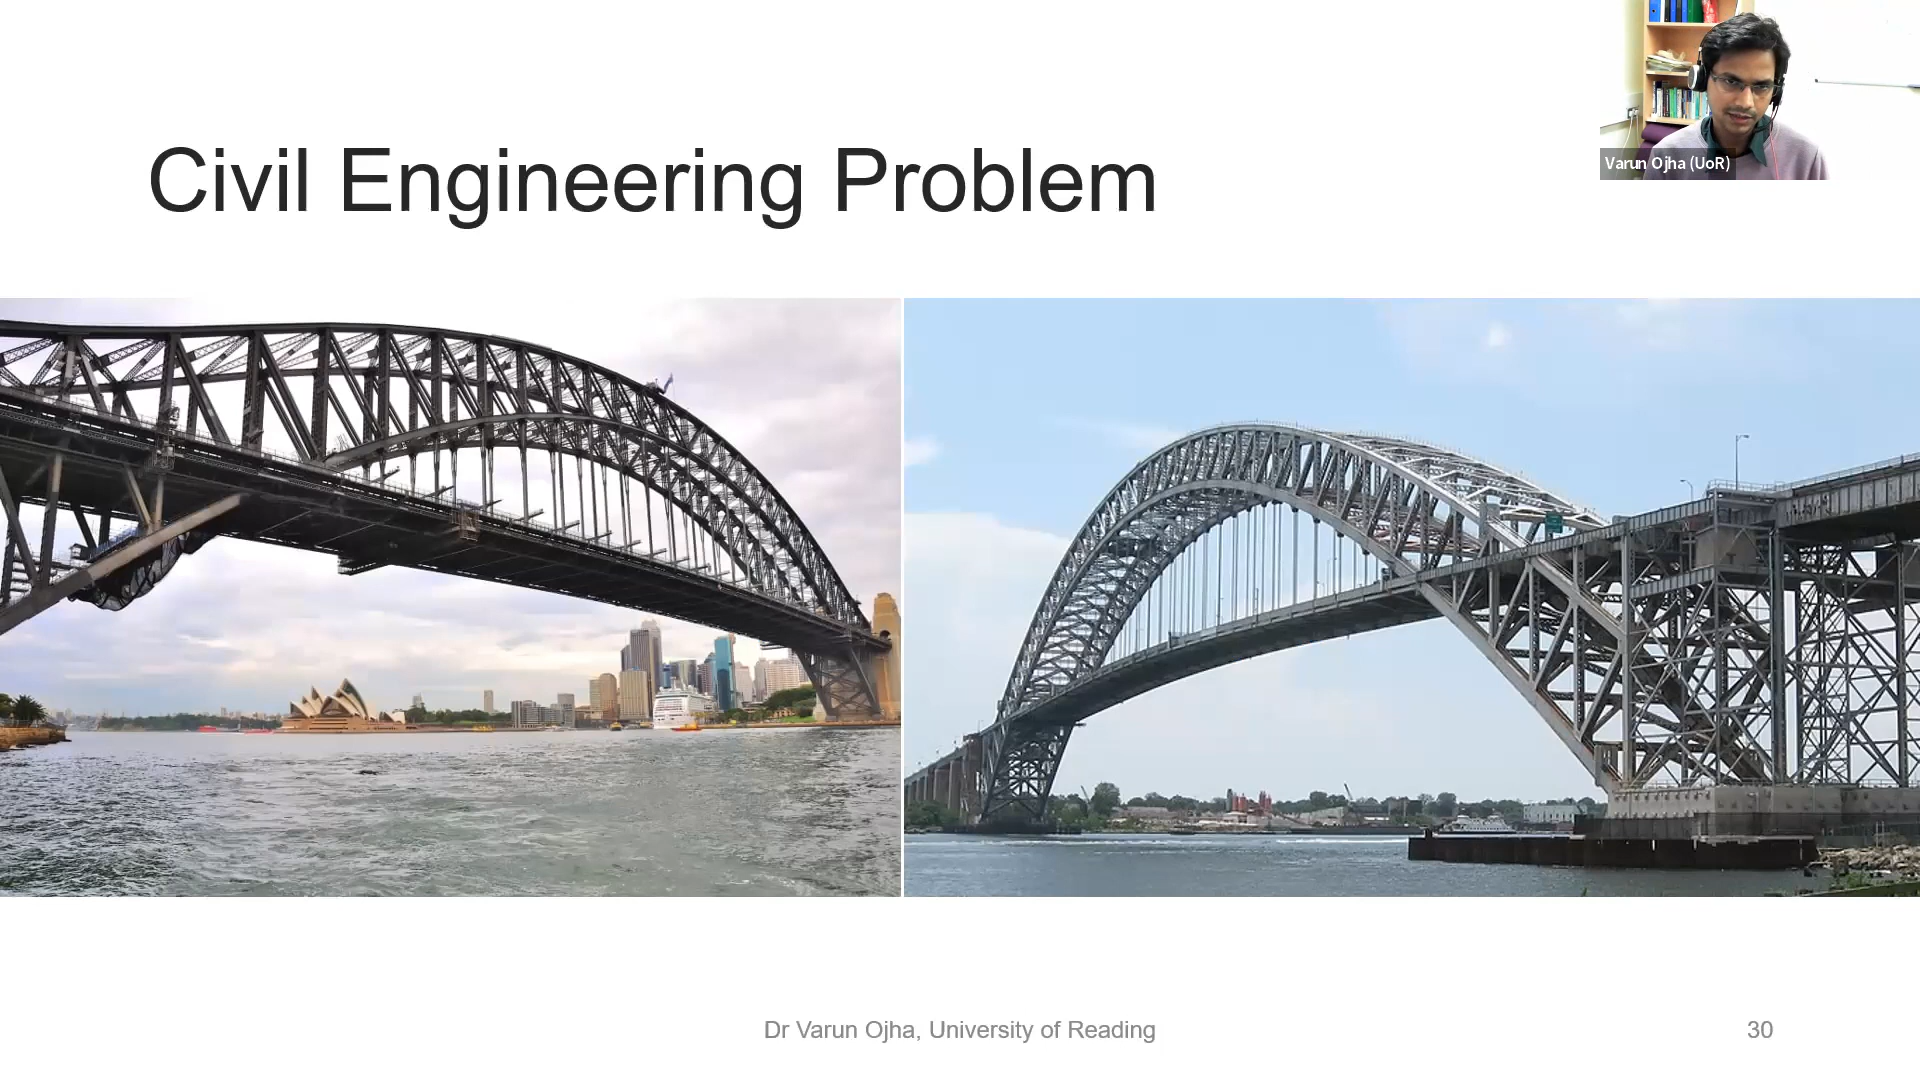 Varun Ojha (UoR)
Civil Engineering Problem
Dr Varun Ojha, University of Reading
30